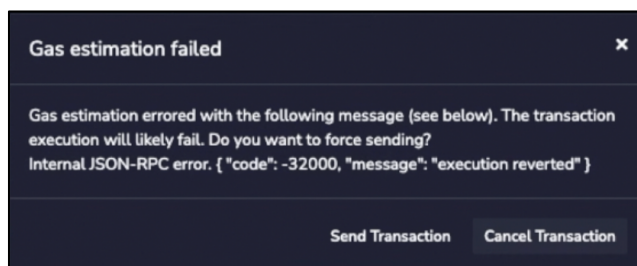 Gas estimation failed
×
Gas estimation errored with the following message (see below). The transaction
execution will likely fail. Do you want to force sending?
Internal JSON-RPC error. { "code": -32000, "message": "execution reverted" }
Send Transaction Cancel Transaction